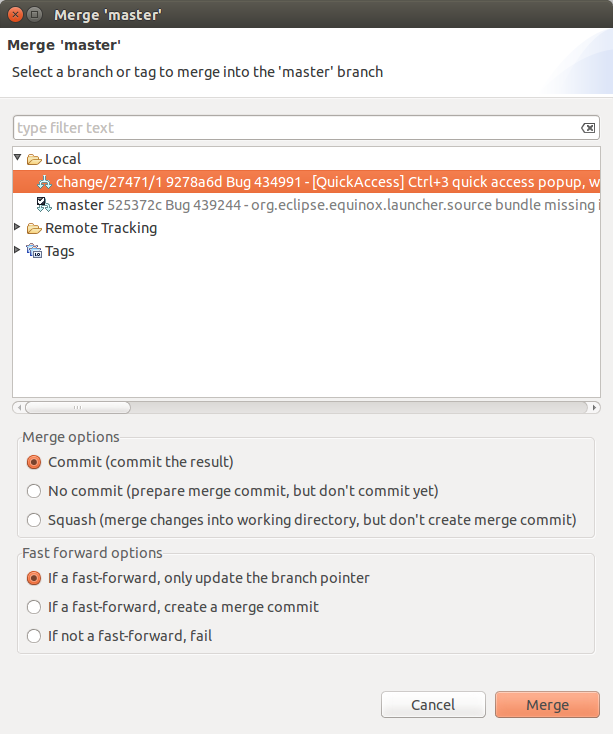 Merge 'master'
Merge 'master'
Select a branch or tag to merge into the 'master' branch
type filter text
Local
change/27471/1 9278a6d Bug 434991 - [QuickAccess] Ctrl+3 quick access popup, w
master 525372c Bug 439244 - org.eclipse.equinox.launcher.source bundle missing i
Remote Tracking
Tags
Merge options
Commit (commit the result)
No commit (prepare merge commit, but don't commit yet)
Squash (merge changes into working directory, but don't create merge commit)
Fast forward options
If a fast-forward, only update the branch pointer
If a fast-forward, create a merge commit
If not a fast-forward, fail
Cancel Merge